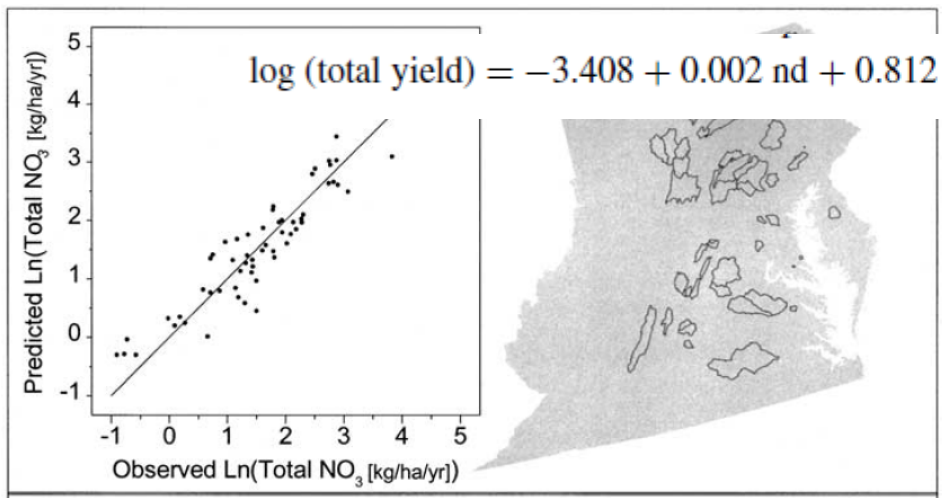 log (total yield) = −3.408 + 0.002 nd + 0.812
Predicted Ln(Total NO₃ [kg/ha/yr])
5
4
3
2
1
0
-1
-1 0 1 2 3 4 5
Observed Ln(Total NO₃ [kg/ha/yr])